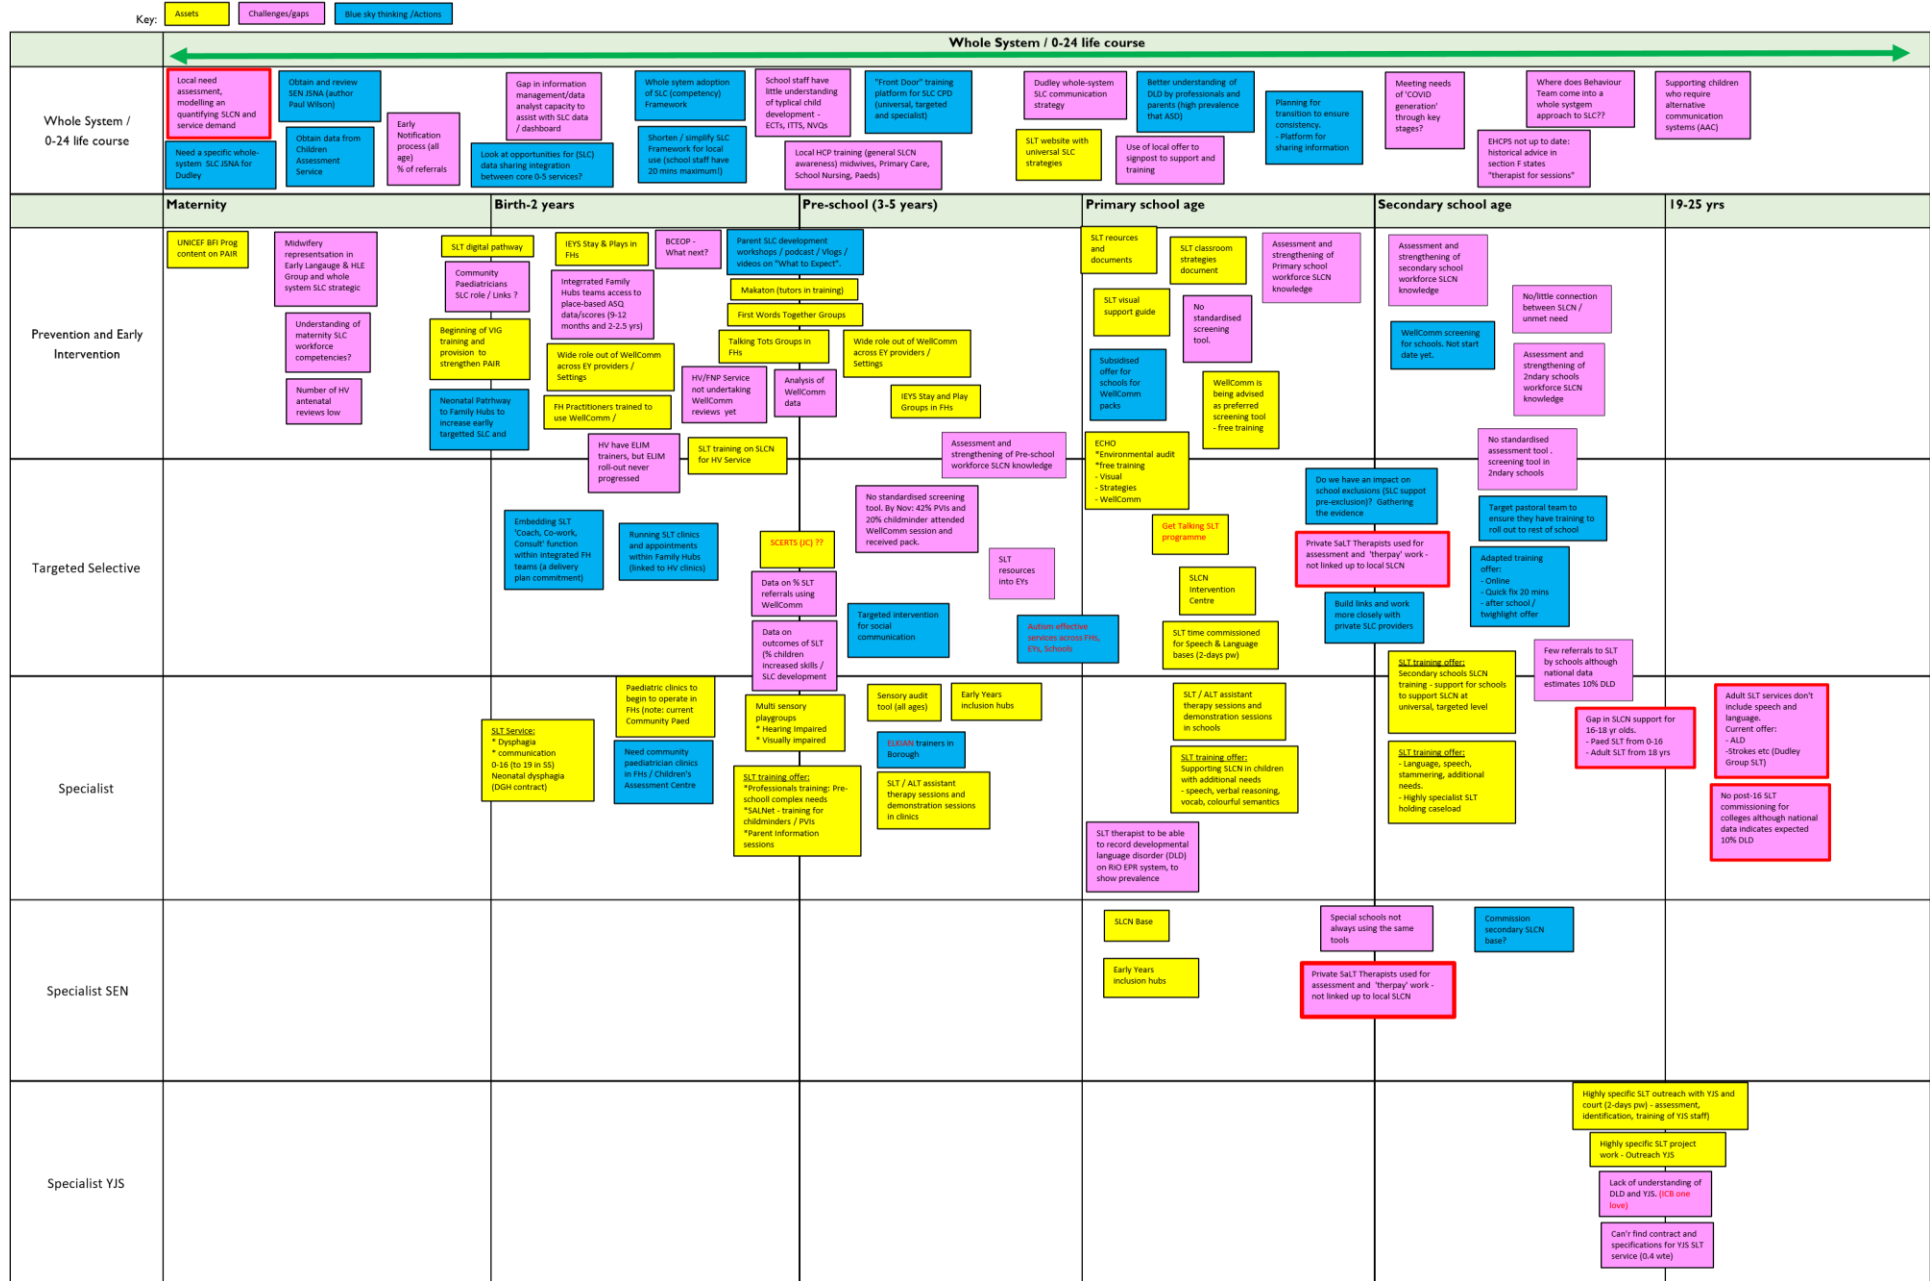 Key:
Assets
Challenges/gaps
Blue sky thinking /Actions
Whole System / 0-24 life course
Whole System /
0-24 life course
Local need
assessment,
modelling an
quantifying SLCN and
service demand
Need a specific whole-
system SLC JSNA for
Dudley
Obtain and review
SEN JSNA (author
Paul Wilson)
Obtain data from
Children
Assessment
Service
Early
Notification
process (all
age)
% of referrals
Gap in information
management/data
analyst capacity to
assist with SLC data
/ dashboard
Look at opportunities for (SLC)
data sharing integration
between core 0-5 services?
Whole sytem adoption
of SLC (competency)
Framework
Shorten / simplify SLC
Framework for local
use (school staff have
20 mins maximum!)
School staff have
little understanding
of typlical child
development -
ECTs, ITTS, NVQs
Local HCP training (general SLCN
awareness) midwives, Primary Care,
School Nursing, Paeds)
"Front Door" training
platform for SLC CPD
(universal, targeted
and specialist)
Dudley whole-system
SLC communication
strategy
SLT website with
universal SLC
strategies
Better understanding of
DLD by professionals and
parents (high prevalence
that ASD)
Use of local offer to
signpost to support and
training
Planning for
transition to ensure
consistency.
- Platform for
sharing information
Meeting needs
of 'COVID
generation'
through key
stages?
Where does Behaviour
Team come into a
whole systgem
approach to SLC??
EHCPS not up to date:
historical advice in
section F states
"therapist for sessions"
Supporting children
who require
alternative
communication
systems (AAC)
Maternity
Birth-2 years
Pre-school (3-5 years)
Primary school age
Secondary school age
19-25 yrs
Prevention and Early
Intervention
UNICEF BFI Prog
content on PAIR
Midwifery
representsation in
Early Langauge & HLE
Group and whole
system SLC strategic
Understanding of
maternity SLC
workforce
competencies?
Number of HV
antenatal
reviews low
SLT digital pathway
Community
Paediatricians
SLC role / Links ?
Beginning of VIG
training and
provision to
strengthen PAIR
Neonatal Patrhway
to Family Hubs to
increase earlly
targetted SLC and
IEYS Stay & Plays in
FHs
Integrrated Family
Hubs teams access to
place-based ASQ
data/scores (9-12
months and 2-2.5 yrs)
Wide role out of WellComm
across EY providers /
Settings
FH Practitioners trained to
use WellComm /
HV have ELIM
trainers, but ELIM
roll-out never
progressed
BCEOP -
What next?
HV/FNP Service
not undertaking
WellComm
reviews yet
SLT training on SLCN
for HV Service
Parent SLC development
workshops / podcast / Vlogs /
videos on "What to Expect".
Makaton (tutors in training)
First Words Together Groups
Talking Tots Groups in
FHs
Analysis of
WellComm
data
Wide role out of WellComm
across EY providers /
Settings
IEYS Stay and Play
Groups in FHs
Assessment and
strengthening of Pre-school
workforce SLCN knowledge
SLT reources
and
documents
SLT classroom
strategies
document
Assessment and
strengthening of
Primary school
workforce SLCN
knowledge
SLT visual
support guide
No
standardised
screening
tool.
Subsidised
offer for
schools for
WellComm
packs
WellComm is
being advised
as preferred
screening tool
- free training
ECHO
*Environmental audit
*free training
- Visual
- Strategies
- WellComm
Assessment and
strengthening of
secondary school
workforce SLCN
knowledge
No/little connection
between SLCN /
unmet need
WellComm screening
for schools. Not start
date yet.
Assessment and
strengthening of
2ndary schools
workforce SLCN
knowledge
No standardised
assessment tool .
screening tool in
2ndary schools
Targeted Selective
Embedding SLT
'Coach, Co-work,
Consult' function
within integrated FH
teams (a delivery
plan commitment)
Running SLT clinics
and appointments
within Family Hubs
(linked to HV clinics)
SCERTS (JC) ??
Data on % SLT
referrals using
WellComm
Data on
outcomes of SLT
(% children
increased skills /
SLC development
No standardised screening
tool. By Nov: 42% PVIs and
20% childminder attended
WellComm session and
received pack.
SLT
resources
into EYs
Targeted intervention
for social
communication
Autism effective
services across FHs,
EYs, Schools
Get Talking SLT
programme
SLCN
Intervention
Centre
SLT time commissioned
for Speech & Language
bases (2-days pw)
Do we have an impact on
school exclusions (SLC suppot
pre-exclusion)? Gathering
the evidence
Private SaLT Therapists used for
assessment and 'therpay' work -
not linked up to local SLCN
Build links and work
more closely with
private SLC providers
Target pastoral team to
ensure they have training to
roll out to rest of school
Adapted training
offer:
- Online
- Quick fix 20 mins
- after school /
twighlight offer
SLT training offer:
Secondary schools SLCN
training - support for schools
to support SLCN at
universal, targeted level
Few referrals to SLT
by schools although
national data
estimates 10% DLD
Specialist
SLT Service:
* Dysphagia
* communication
0-16 (to 19 in SS)
Neonatal dysphagia
(DGH contract)
Paediatric clinics to
begin to operate in
FHs (note: current
Community Paed
Need community
paediatrician clinics
in FHs / Children's
Assessment Centre
Multi sensory
playgroups
* Hearing Impaired
* Visually impaired
SLT training offer:
*Professionals training: Pre-
schooll complex needs
*SALNet - training for
childminders / PVIs
*Parent Information
sessions
Sensory audit
tool (all ages)
Early Years
inclusion hubs
ELKIAN trainers in
Borough
SLT / ALT assistant
therapy sessions and
demonstration sessions
in clinics
SLT / ALT assistant
therapy sessions and
demonstration sessions
in schools
SLT training offer:
Supporting SLCN in children
with additional needs
- speech, verbal reasoning,
vocab, colourful semantics
SLT therapist to be able
to record developmental
language disorder (DLD)
on RiO EPR system, to
show prevalence
SLT training offer:
- Language, speech,
stammering, additional
needs.
- Highly specialist SLT
holding caseload
Gap in SLCN support for
16-18 yr olds.
- Paed SLT from 0-16
- Adult SLT from 18 yrs
Adult SLT services don't
include speech and
language.
Current offer:
- ALD
-Strokes etc (Dudley
Group SLT)
No post-16 SLT
commissioning for
colleges although national
data indicates expected
10% DLD
Specialist SEN
SLCN Base
Early Years
inclusion hubs
Special schools not
always using the same
tools
Private SaLT Therapists used for
assessment and 'therpay' work -
not linked up to local SLCN
Commission
secondary SLCN
base?
Specialist YJS
Highly specific SLT outreach with YJS and
court (2-days pw) - assessment,
identification, training of YJS staff)
Highly specific SLT project
work - Outreach YJS
Lack of understanding of
DLD and YJS. (ICB one
love)
Can'r find contract and
specifications for YJS SLT
service (0.4 wte)